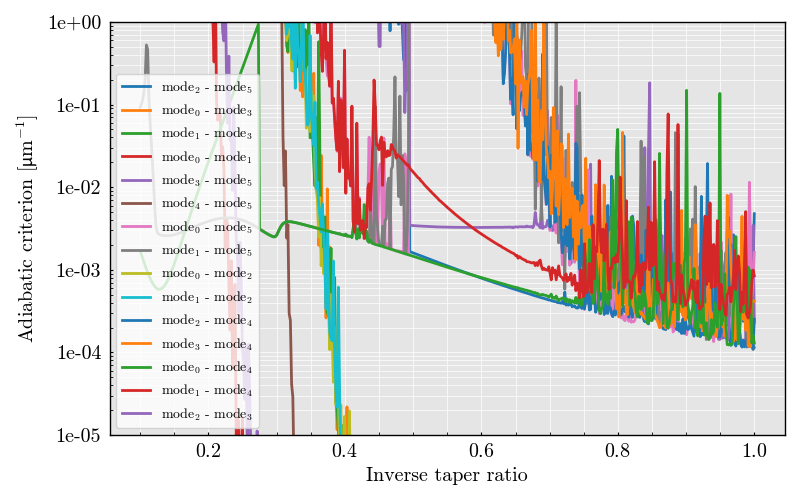 1e+00
1e-01
1e-02
1e-03
1e-04
1e-05
Adiabatic criterion [µm⁻¹]
mode₂ - mode₅
mode₀ - mode₃
mode₁ - mode₃
mode₀ - mode₁
mode₃ - mode₅
mode₄ - mode₅
mode₀ - mode₅
mode₁ - mode₅
mode₀ - mode₂
mode₁ - mode₂
mode₂ - mode₄
mode₃ - mode₄
mode₀ - mode₄
mode₁ - mode₄
mode₂ - mode₃
0.2 0.4 0.6 0.8 1.0
Inverse taper ratio